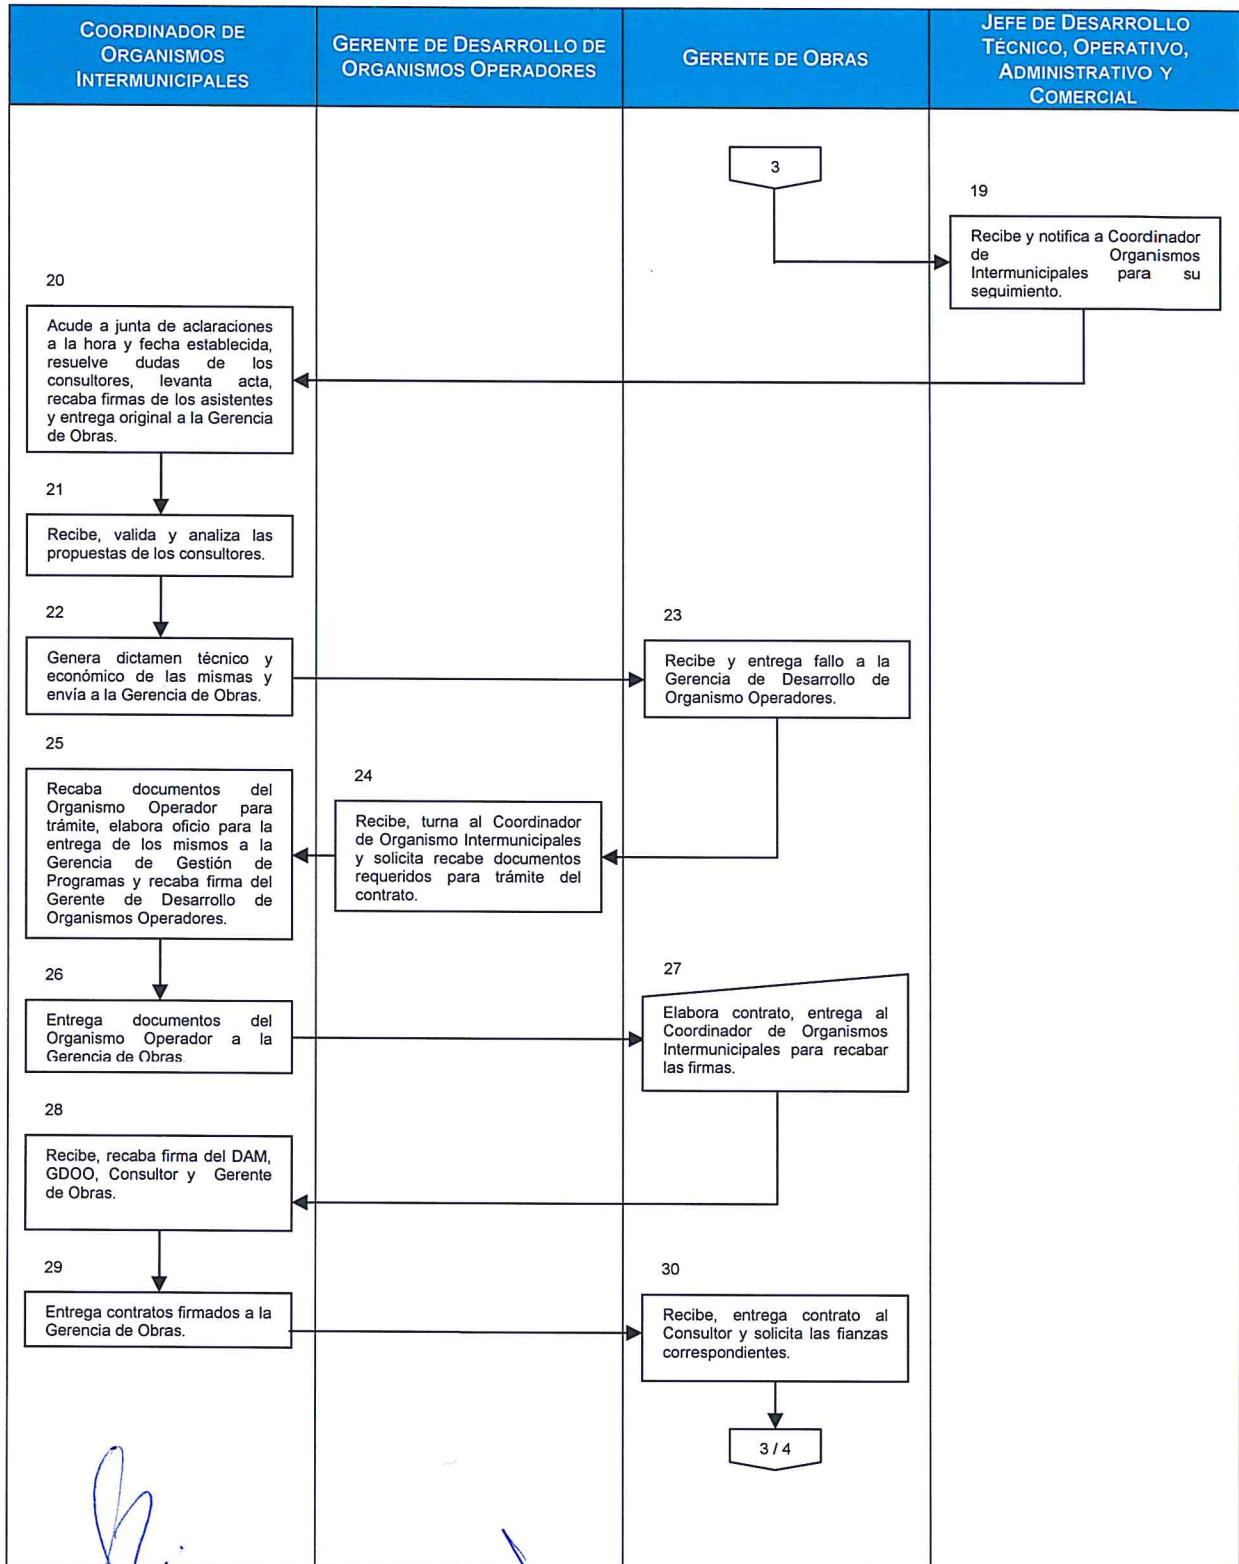 COORDINADOR DE
ORGANISMOS
INTERMUNICIPALES
GERENTE DE DESARROLLO DE
ORGANISMOS OPERADORES
GERENTE DE OBRAS
JEFE DE DESARROLLO
TÉCNICO, OPERATIVO,
ADMINISTRATIVO Y
COMERCIAL
3
19
Recibe y notifica a Coordinador
de Organismos
Intermunicipales para su
seguimiento.
20
Acude a junta de aclaraciones
a la hora y fecha establecida,
resuelve dudas de los
consultores, levanta acta,
recaba firmas de los asistentes
y entrega original a la Gerencia
de Obras.
21
Recibe, valida y analiza las
propuestas de los consultores.
22
Genera dictamen técnico y
económico de las mismas y
envía a la Gerencia de Obras.
23
Recibe y entrega fallo a la
Gerencia de Desarrollo de
Organismo Operadores.
24
Recibe, turna al Coordinador
de Organismo Intermunicipales
y solicita recabe documentos
requeridos para trámite del
contrato.
25
Recaba documentos del
Organismo Operador para
trámite, elabora oficio para la
entrega de los mismos a la
Gerencia de Gestión de
Programas y recaba firma del
Gerente de Desarrollo de
Organismos Operadores.
26
Entrega documentos del
Organismo Operador a la
Gerencia de Obras.
27
Elabora contrato, entrega al
Coordinador de Organismos
Intermunicipales para recabar
las firmas.
28
Recibe, recaba firma del DAM,
GDOO, Consultor y Gerente
de Obras.
29
Entrega contratos firmados a la
Gerencia de Obras.
30
Recibe, entrega contrato al
Consultor y solicita las fianzas
correspondientes.
3 / 4